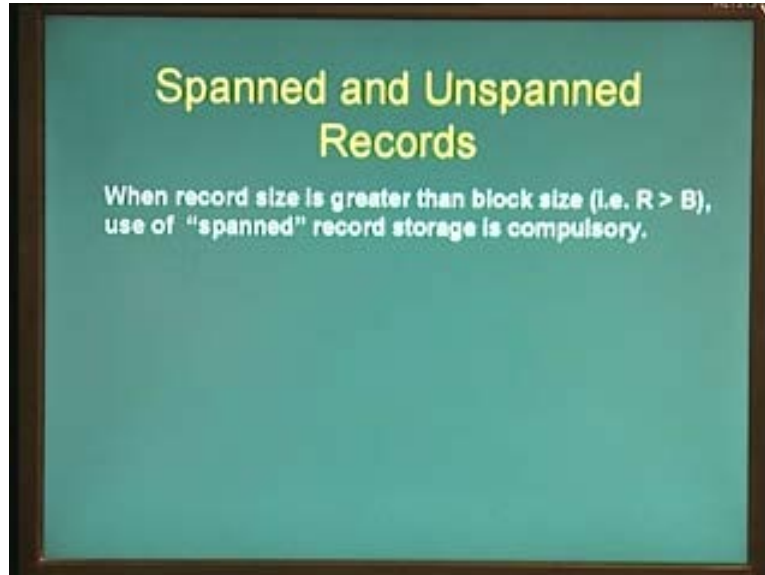 Spanned and Unspanned
Records
When record size is greater than block size (i.e. R > B),
use of “spanned” record storage is compulsory.